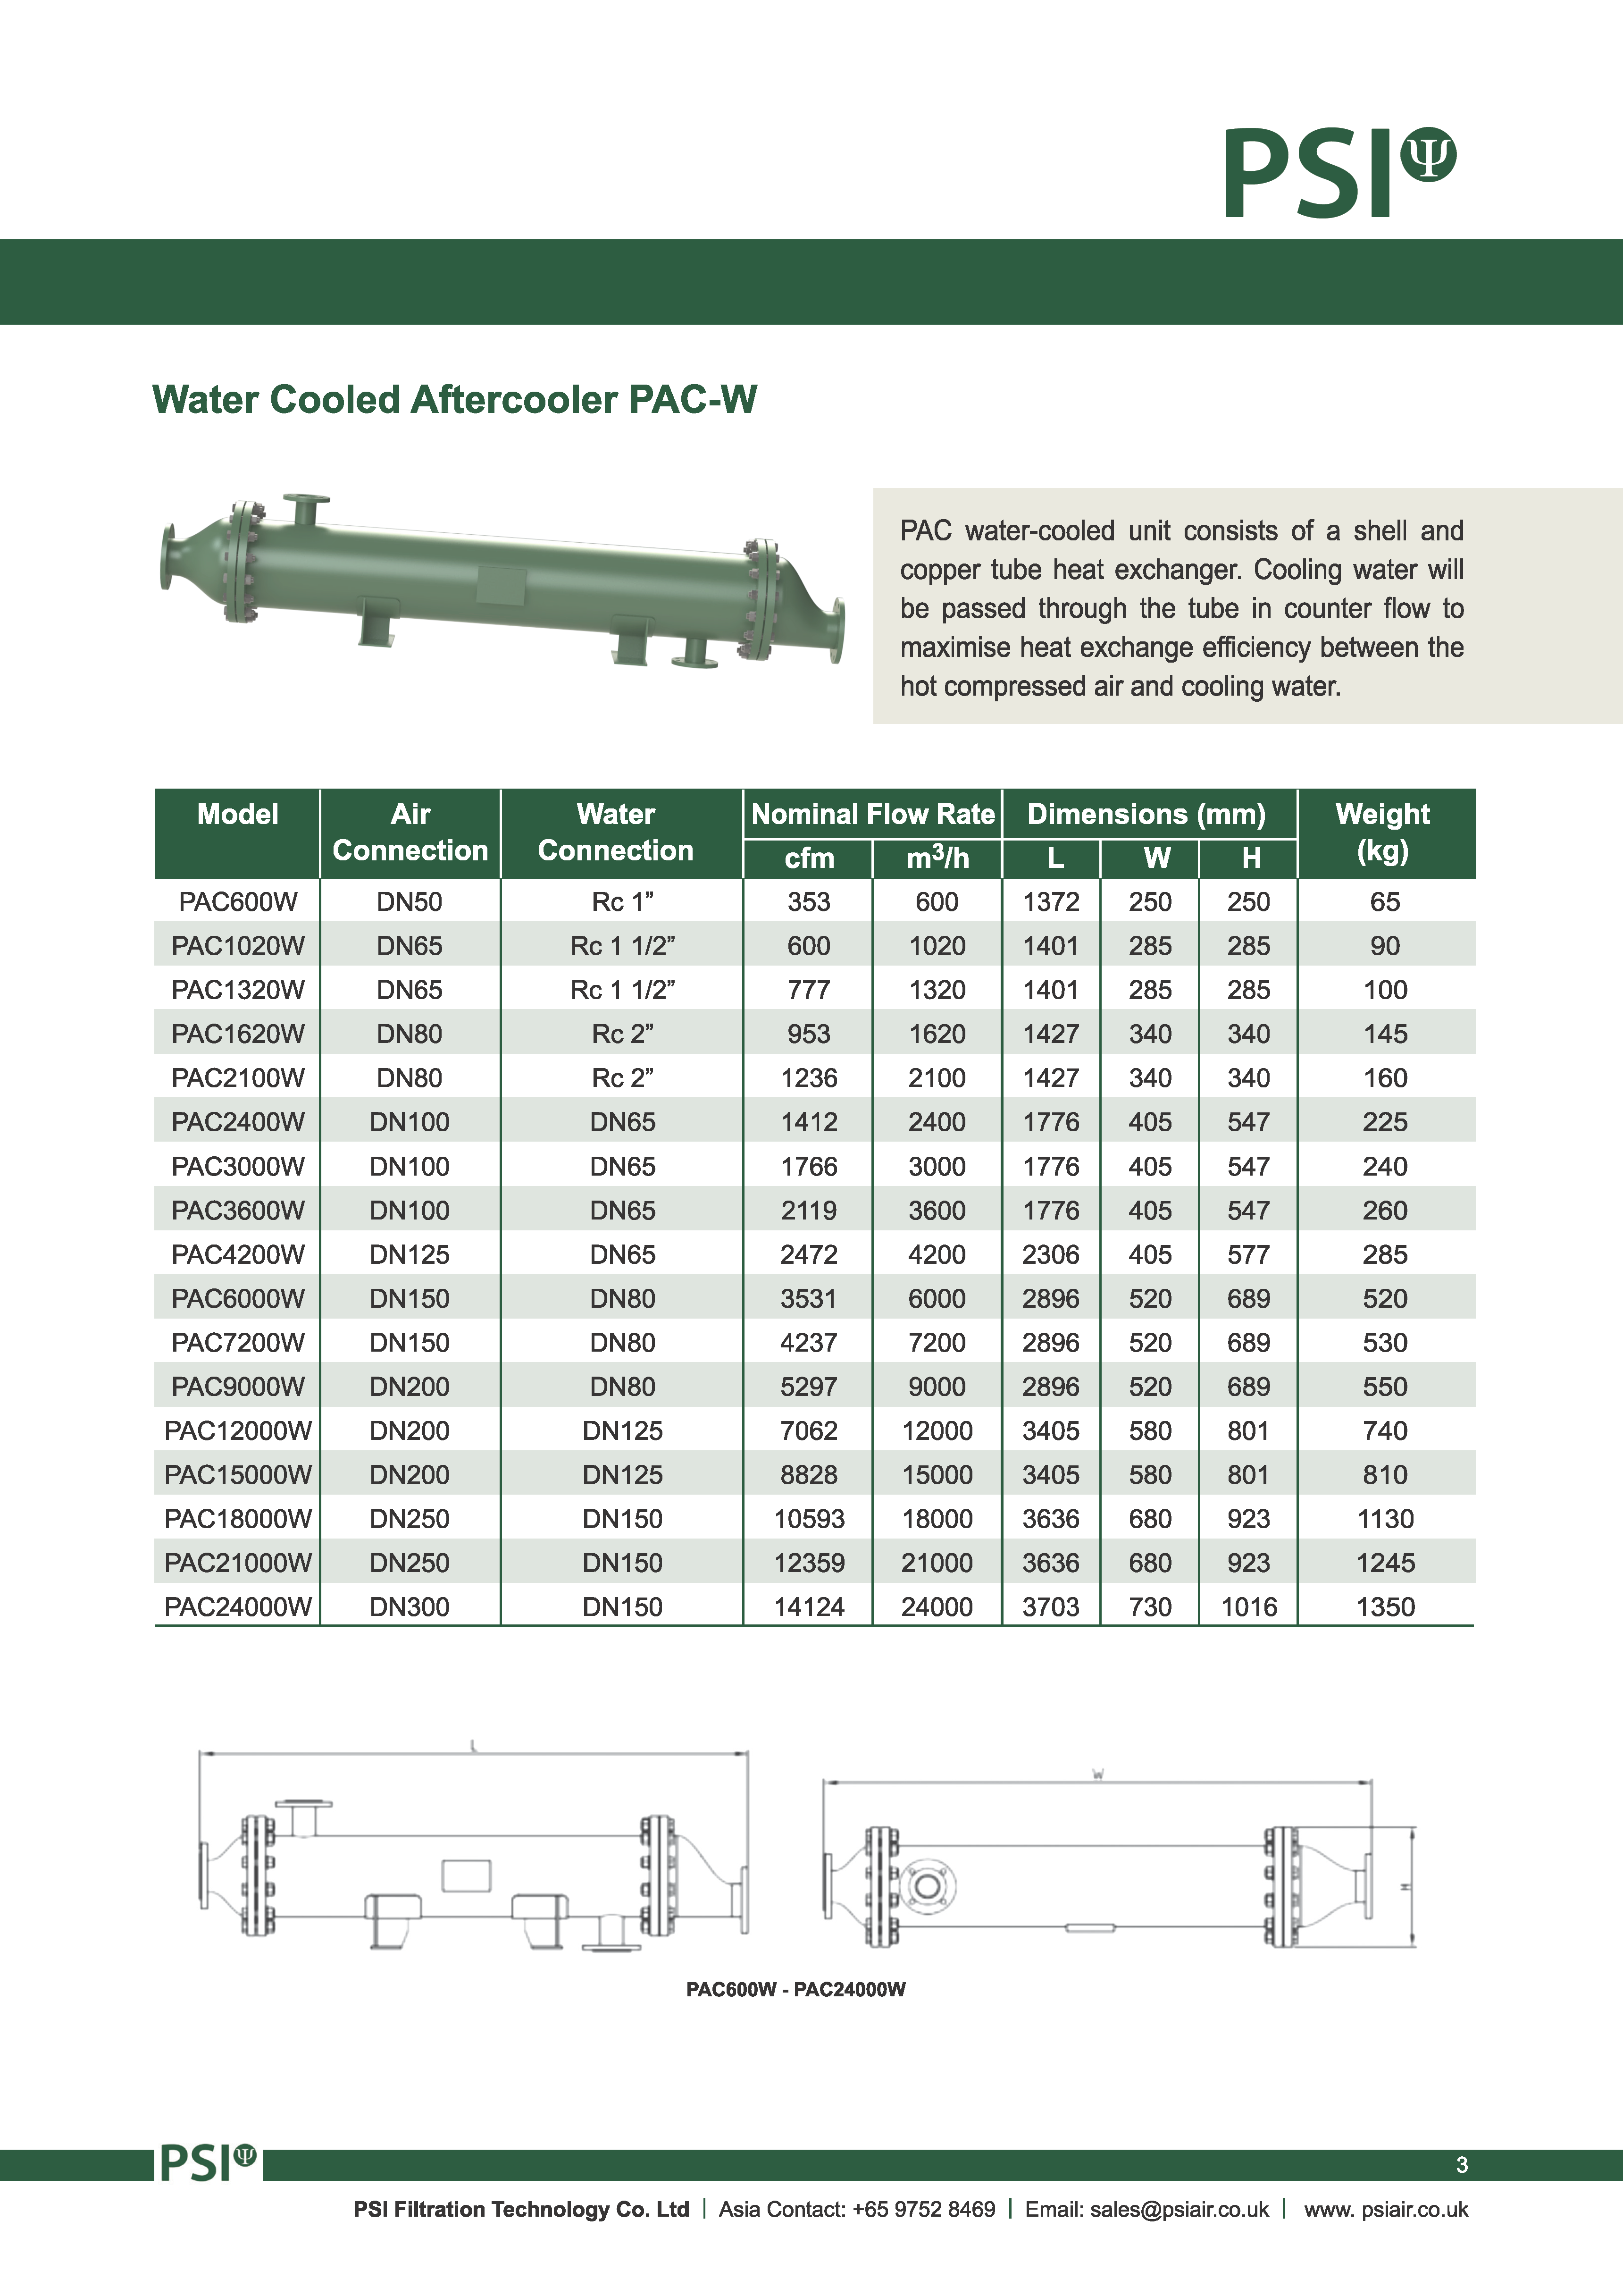 PSI Ψ
Water Cooled Aftercooler PAC-W
PAC water-cooled unit consists of a shell and
copper tube heat exchanger. Cooling water will
be passed through the tube in counter flow to
maximise heat exchange efficiency between the
hot compressed air and cooling water.
Model Air Connection Water Connection Nominal Flow Rate Dimensions (mm) Weight (kg)
cfm m³/h L W H
PAC600W DN50 Rc 1” 353 600 1372 250 250 65
PAC1020W DN65 Rc 1 1/2” 600 1020 1401 285 285 90
PAC1320W DN65 Rc 1 1/2” 777 1320 1401 285 285 100
PAC1620W DN80 Rc 2” 953 1620 1427 340 340 145
PAC2100W DN80 Rc 2” 1236 2100 1427 340 340 160
PAC2400W DN100 DN65 1412 2400 1776 405 547 225
PAC3000W DN100 DN65 1766 3000 1776 405 547 240
PAC3600W DN100 DN65 2119 3600 1776 405 547 260
PAC4200W DN125 DN65 2472 4200 2306 405 577 285
PAC6000W DN150 DN80 3531 6000 2896 520 689 520
PAC7200W DN150 DN80 4237 7200 2896 520 689 530
PAC9000W DN200 DN80 5297 9000 2896 520 689 550
PAC12000W DN200 DN125 7062 12000 3405 580 801 740
PAC15000W DN200 DN125 8828 15000 3405 580 801 810
PAC18000W DN250 DN150 10593 18000 3636 680 923 1130
PAC21000W DN250 DN150 12359 21000 3636 680 923 1245
PAC24000W DN300 DN150 14124 24000 3703 730 1016 1350
L
W
H
PAC600W - PAC24000W
PSI Ψ
3
PSI Filtration Technology Co. Ltd | Asia Contact: +65 9752 8469 | Email: sales@psiair.co.uk | www. psiair.co.uk